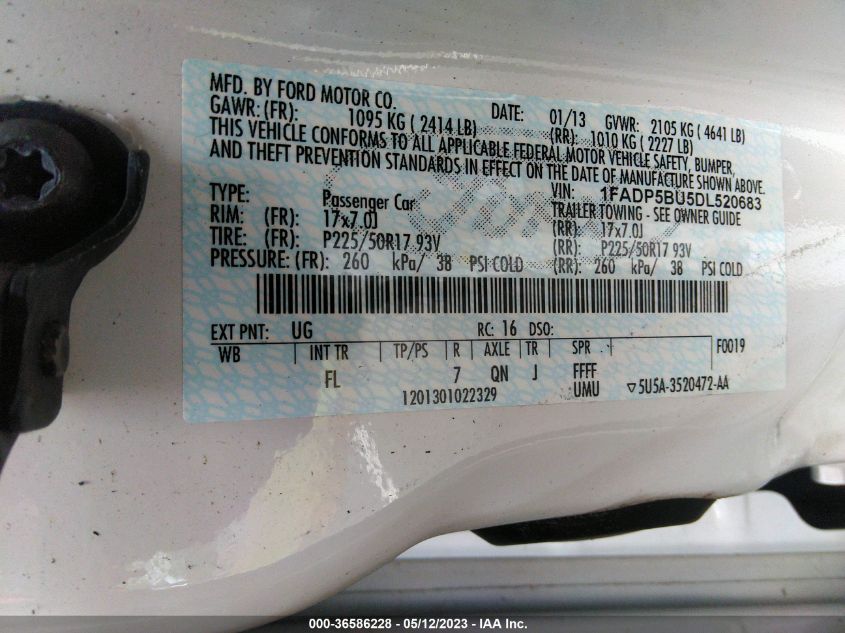 MFD. BY FORD MOTOR CO. DATE: 01/13 GVWR: 2105 KG ( 4641 LB)
GAWR: (FR): 1095 KG ( 2414 LB) (RR): 1010 KG ( 2227 LB)
THIS VEHICLE CONFORMS TO ALL APPLICABLE FEDERAL MOTOR VEHICLE SAFETY, BUMPER,
AND THEFT PREVENTION STANDARDS IN EFFECT ON THE DATE OF MANUFACTURE SHOWN ABOVE.
VIN: 1FADP5BU5DL520683
TYPE: Passenger Car TRAILER TOWING - SEE OWNER GUIDE
RIM: (FR): 17x7.0J (RR): 17x7.0J
TIRE: (FR): P225/50R17 93V (RR): P225/50R17 93V
PRESSURE: (FR): 260 kPa/ 38 PSI COLD (RR): 260 kPa/ 38 PSI COLD
EXT PNT: UG RC: 16 DSO:
WB INT TR TP/PS R AXLE TR SPR F0019
FL 7 QN J FFFF
UMU
1201301022329 ▽5U5A-3520472-AA
Ford
000-36586228 - 05/12/2023 - IAA Inc.